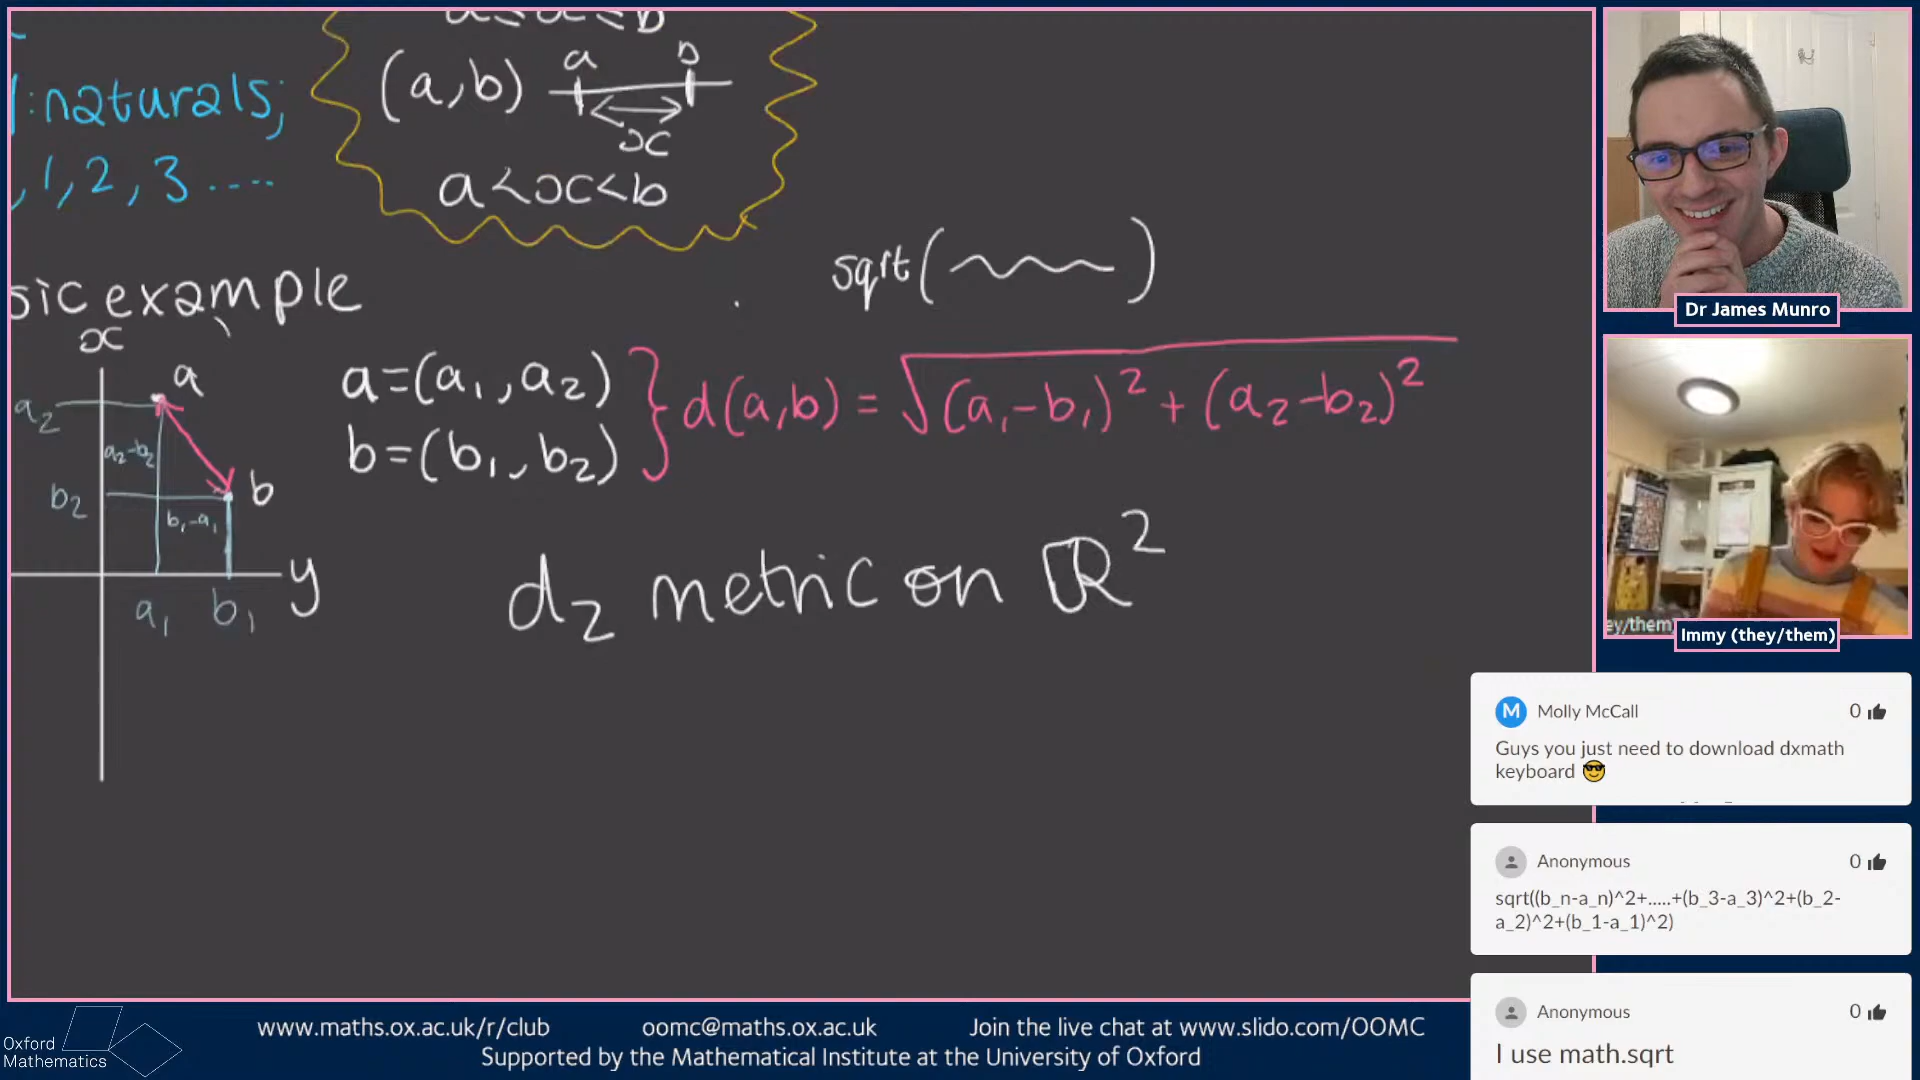 a ≤ x ≤ b
:naturals;
, 1, 2, 3 ....
(a,b)
a b
x
a<x<b
sqrt( )
sic example
x
a
a2
a2-b2
b2
b
b1-a1
y
a1 b1
a=(a1,a2)
b=(b1,b2)
d(a,b) = √(a1-b1)² + (a2-b2)²
d2 metric on ℝ²
Dr James Munro
ey/them)
Immy (they/them)
M Molly McCall 0
Guys you just need to download dxmath
keyboard 😎
Anonymous 0
sqrt((b_n-a_n)^2+.....+(b_3-a_3)^2+(b_2-
a_2)^2+(b_1-a_1)^2)
Anonymous 0
I use math.sqrt
Oxford
Mathematics
www.maths.ox.ac.uk/r/club oomc@maths.ox.ac.uk Join the live chat at www.slido.com/OOMC
Supported by the Mathematical Institute at the University of Oxford